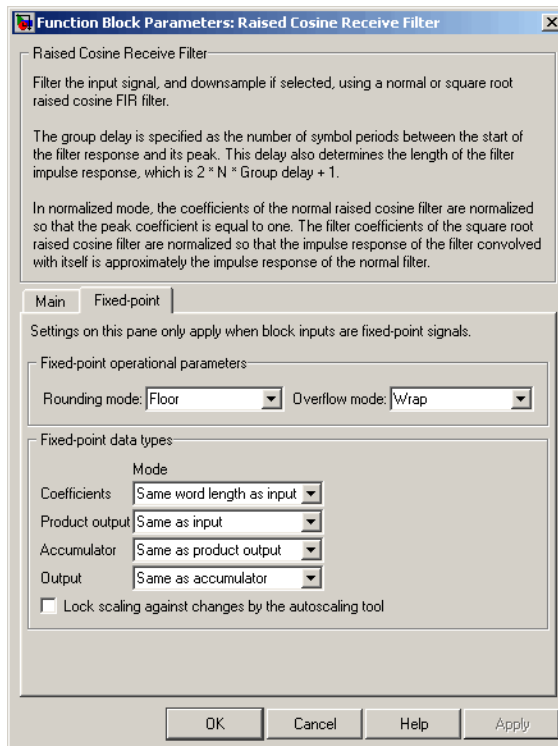 Function Block Parameters: Raised Cosine Receive Filter
Raised Cosine Receive Filter
Filter the input signal, and downsample if selected, using a normal or square root
raised cosine FIR filter.
The group delay is specified as the number of symbol periods between the start of
the filter response and its peak. This delay also determines the length of the filter
impulse response, which is 2 * N * Group delay + 1.
In normalized mode, the coefficients of the normal raised cosine filter are normalized
so that the peak coefficient is equal to one. The filter coefficients of the square root
raised cosine filter are normalized so that the impulse response of the filter convolved
with itself is approximately the impulse response of the normal filter.
Main Fixed-point
Settings on this pane only apply when block inputs are fixed-point signals.
Fixed-point operational parameters
Rounding mode: Floor Overflow mode: Wrap
Fixed-point data types
Mode
Coefficients Same word length as input
Product output Same as input
Accumulator Same as product output
Output Same as accumulator
Lock scaling against changes by the autoscaling tool
OK Cancel Help Apply